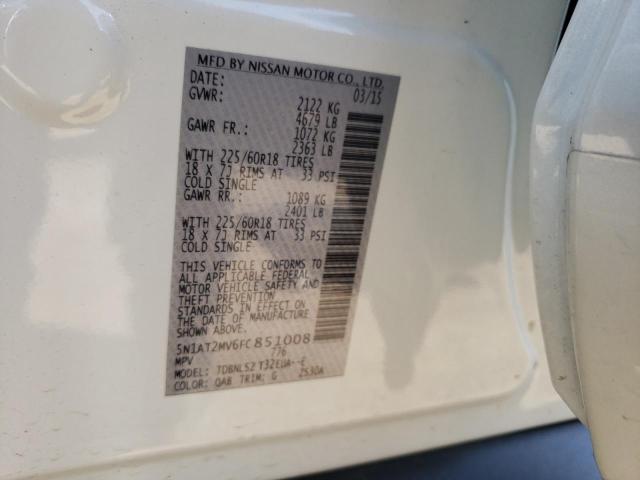 MFD BY NISSAN MOTOR CO., LTD.
DATE: 03/15
GVWR: 2122 KG
4679 LB
GAWR FR.: 1072 KG
2363 LB
WITH 225/60R18 TIRES
18 X 7J RIMS AT 33 PSI
COLD SINGLE
GAWR RR.: 1089 KG
2401 LB
WITH 225/60R18 TIRES
18 X 7J RIMS AT 33 PSI
COLD SINGLE
THIS VEHICLE CONFORMS TO
ALL APPLICABLE FEDERAL
MOTOR VEHICLE SAFETY AND
THEFT PREVENTION
STANDARDS IN EFFECT ON
THE DATE OF MANUFACTURE.
5N1AT2MV6FC851008
MPV 776
MODEL: TDBNLS2 T32EUA--E
COLOR: QAB TRIM: G 2530A